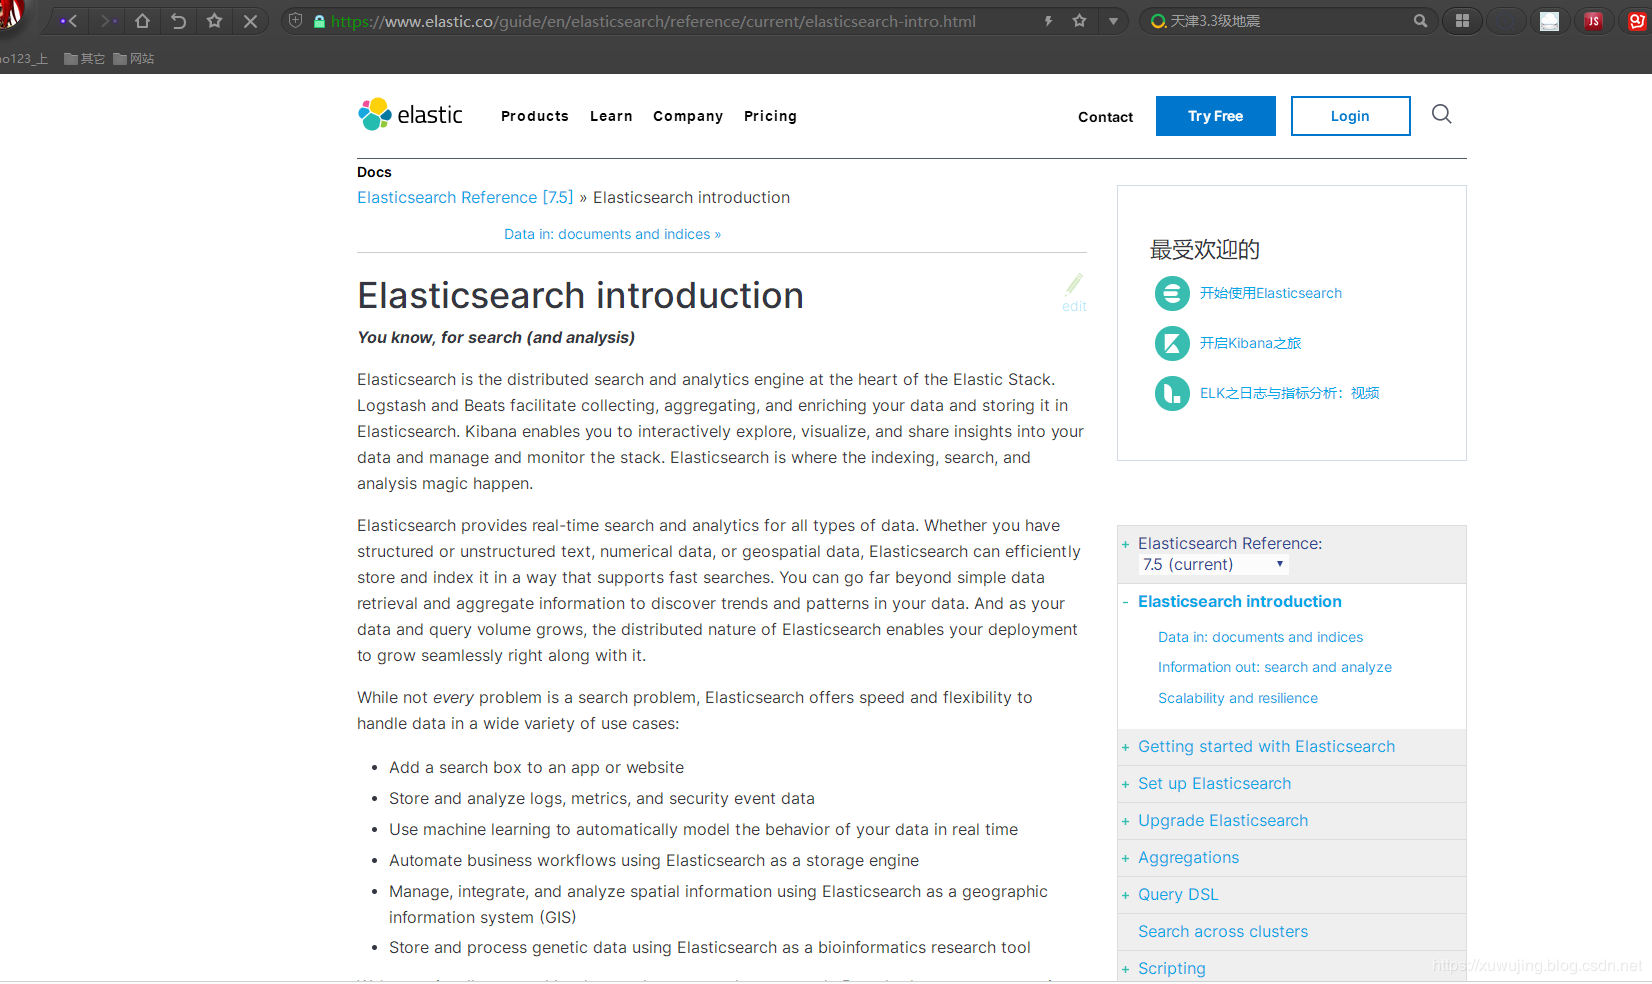 https://www.elastic.co/guide/en/elasticsearch/reference/current/elasticsearch-intro.html
天津3.3级地震
JS
o123_上 其它 网站
elastic
Products Learn Company Pricing
Contact Try Free Login
Docs
Elasticsearch Reference [7.5] » Elasticsearch introduction
Data in: documents and indices »
Elasticsearch introduction
edit
You know, for search (and analysis)
Elasticsearch is the distributed search and analytics engine at the heart of the Elastic Stack.
Logstash and Beats facilitate collecting, aggregating, and enriching your data and storing it in
Elasticsearch. Kibana enables you to interactively explore, visualize, and share insights into your
data and manage and monitor the stack. Elasticsearch is where the indexing, search, and
analysis magic happen.
Elasticsearch provides real-time search and analytics for all types of data. Whether you have
structured or unstructured text, numerical data, or geospatial data, Elasticsearch can efficiently
store and index it in a way that supports fast searches. You can go far beyond simple data
retrieval and aggregate information to discover trends and patterns in your data. And as your
data and query volume grows, the distributed nature of Elasticsearch enables your deployment
to grow seamlessly right along with it.
While not every problem is a search problem, Elasticsearch offers speed and flexibility to
handle data in a wide variety of use cases:
• Add a search box to an app or website
• Store and analyze logs, metrics, and security event data
• Use machine learning to automatically model the behavior of your data in real time
• Automate business workflows using Elasticsearch as a storage engine
• Manage, integrate, and analyze spatial information using Elasticsearch as a geographic
information system (GIS)
• Store and process genetic data using Elasticsearch as a bioinformatics research tool
最受欢迎的
开始使用Elasticsearch
开启Kibana之旅
ELK之日志与指标分析：视频
+ Elasticsearch Reference:
7.5 (current)
- Elasticsearch introduction
Data in: documents and indices
Information out: search and analyze
Scalability and resilience
+ Getting started with Elasticsearch
+ Set up Elasticsearch
+ Upgrade Elasticsearch
+ Aggregations
+ Query DSL
Search across clusters
+ Scripting
https://xuwujing.blog.csdn.net